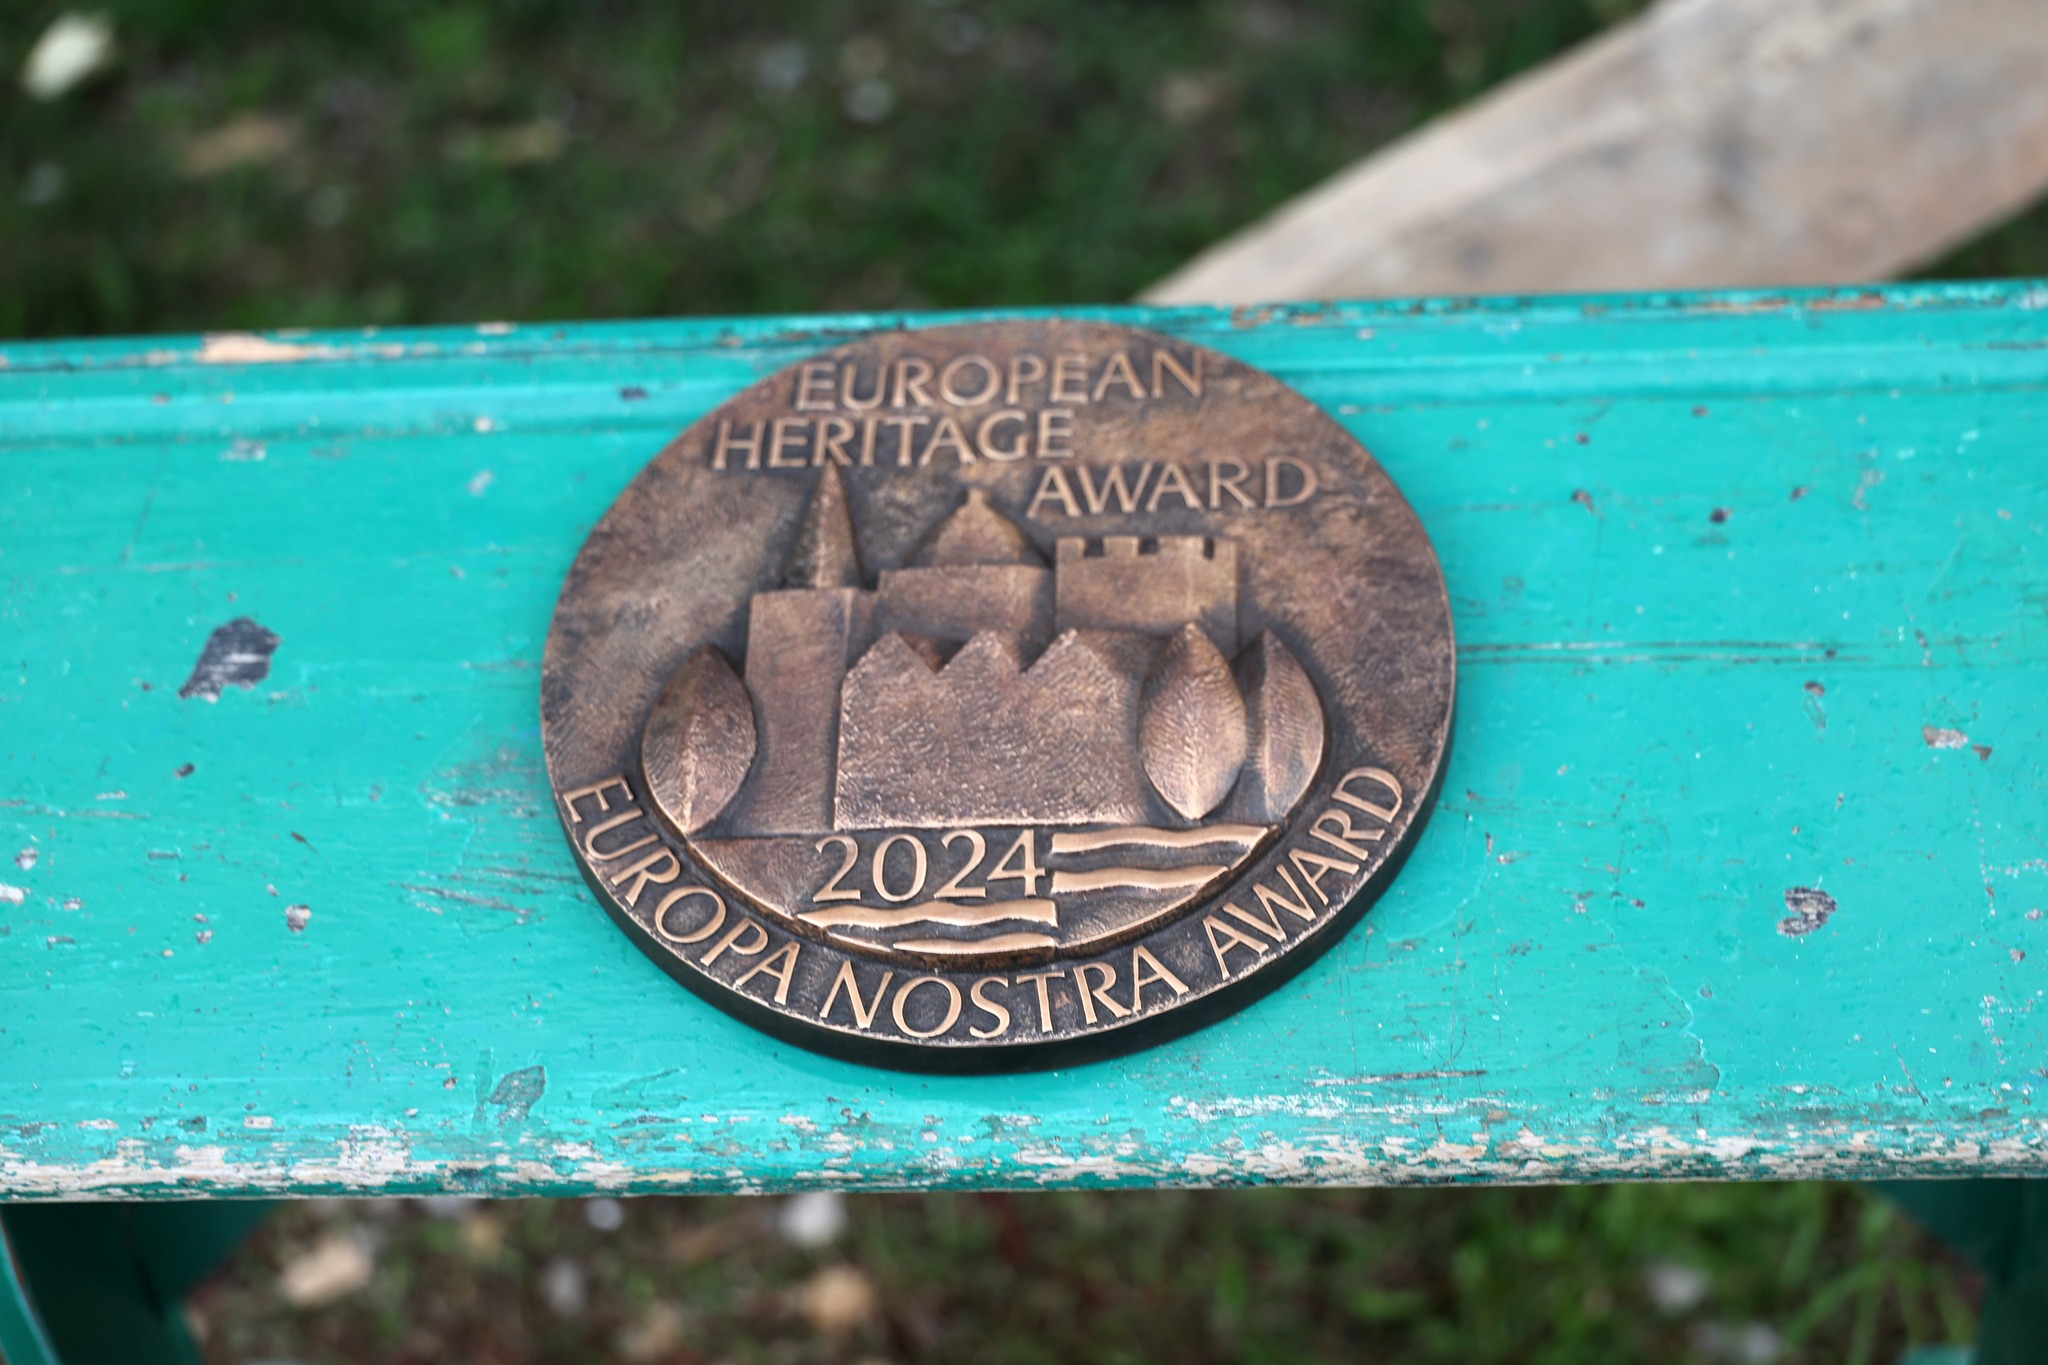 EUROPEAN
HERITAGE
AWARD
2024
EUROPA NOSTRA AWARD